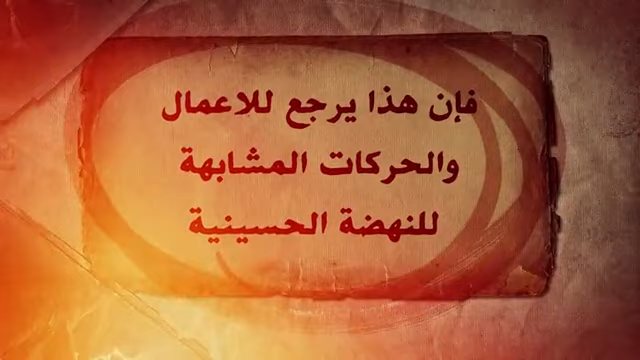 فإن هذا يرجع للاعمال
والحركات المشابهة
للنهضة الحسينية